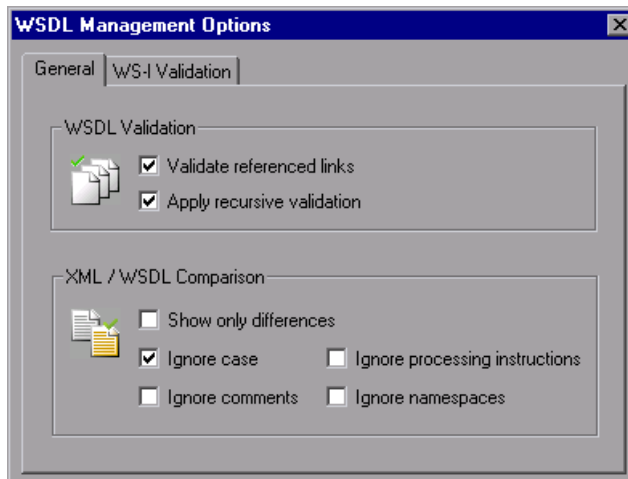 WSDL Management Options
General WS-I Validation
WSDL Validation
Validate referenced links
Apply recursive validation
XML / WSDL Comparison
Show only differences
Ignore case Ignore processing instructions
Ignore comments Ignore namespaces